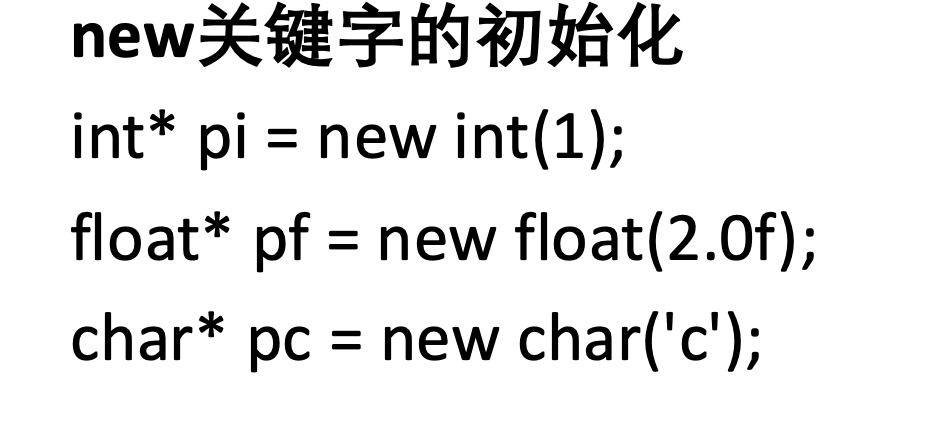 new关键字的初始化
int* pi = new int(1);
float* pf = new float(2.0f);
char* pc = new char('c');